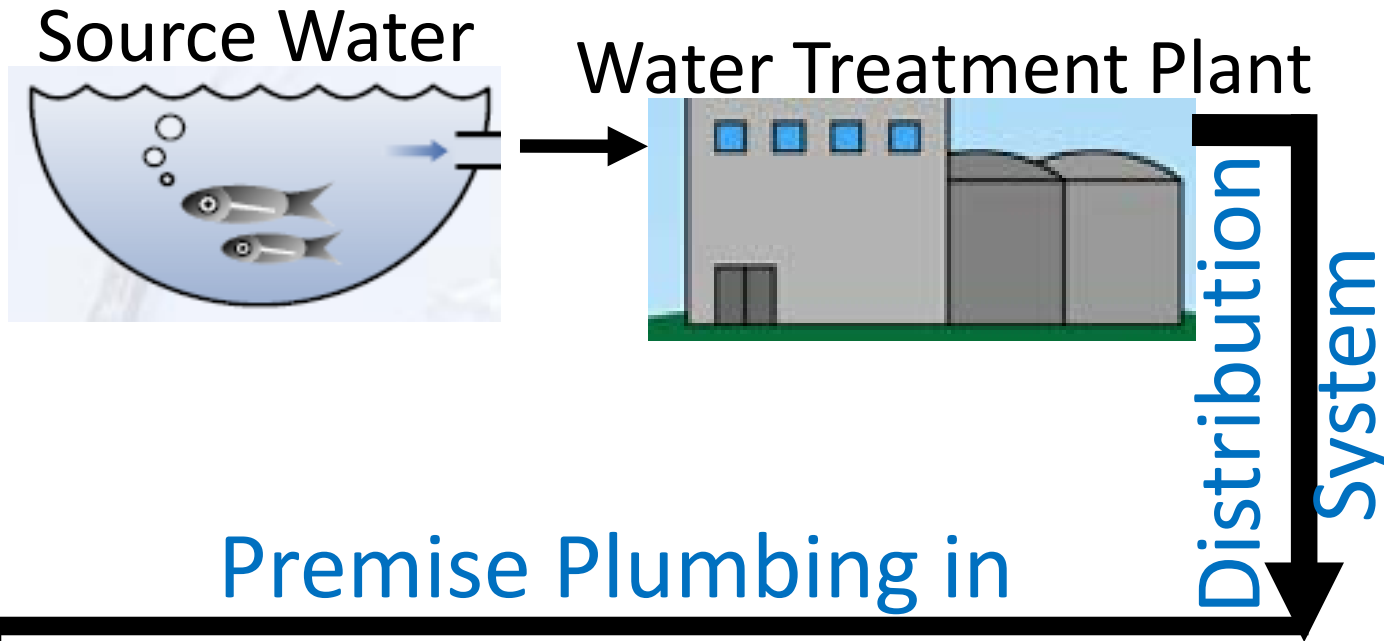 Source Water
Water Treatment Plant
Distribution
System
Premise Plumbing in